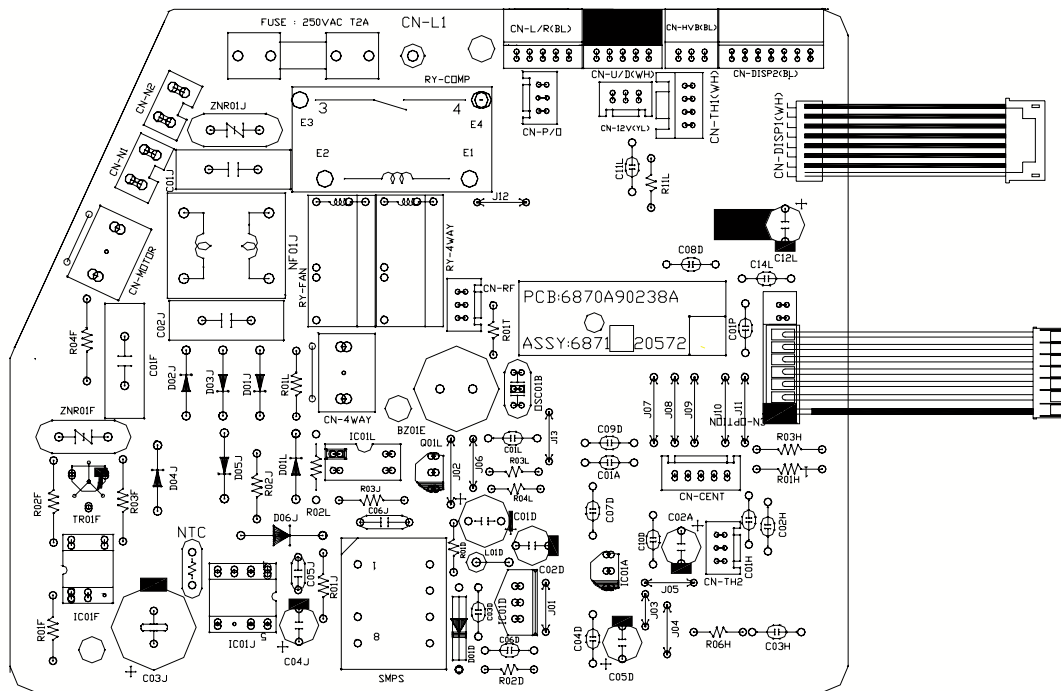 FUSE : 250VAC T2A
CN-L1
CN-L/R(BL)
CN-HVB(BL)
RY-COMP
CN-U/D(WH)
CN-DISP2(BL)
CN-N2
ZNR01J
3
4
E3
E4
CN-P/O
CN-12V(YL)
CN-TH1(WH)
CN-DISP1(WH)
CN-N1
E2
E1
C01J
C11L
R11L
J12
CN-MOTOR
NF01J
RY-FAN
RY-4WAY
C12L
C08D
C14L
CN-RF
PCB:6870A90238A
R01T
C01P
ASSY:6871
20572
R04F
C01F
C02J
D02J
D03J
D01J
R01L
CN-4WAY
BZ01E
OSC01B
J07
J08
J09
J10
J11
CN-OPTION
ZNR01F
IC01L
Q01L
J02
J06
C01L
J13
C09D
R03H
R02F
TR01F
R03F
D04J
D05J
R02J
D01L
R02L
R03L
C01A
R01H
R03J
R04L
CN-CENT
C06J
NTC
D06J
C01D
C07D
C02A
C02H
R01D
L01D
C02D
C10D
C01H
IC01F
C05J
R01J
1
IC01A
CN-TH2
J05
IC01D
J01
C03D
J03
R01F
IC01J
5
C04J
8
D01D
C06D
C04D
J04
R06H
C03H
C03J
SMPS
R02D
C05D